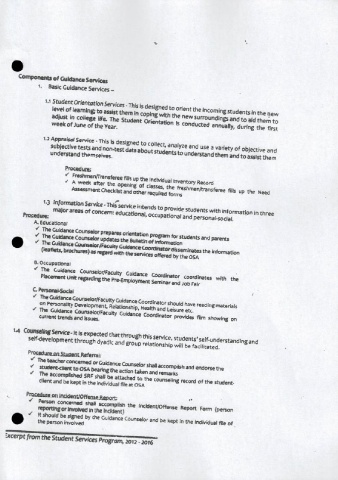 Components of Guidance Services
1. Basic Guidance Services –
1.1 Student Orientation Services - This is designed to orient the incoming students in the new
level of learning; to assist them in coping with the new surroundings and to aid them to
adjust in college life. The Student Orientation is conducted annually, during the first
week of June of the Year.
1.2 Appraisal Service - This is designed to collect, analyze and use a variety of objective and
subjective tests and non-test data about students to understand them and to assist them
understand themselves.
Procedure:
✓ Freshmen/Transferee fill up the Individual Inventory Record
✓ A week after the opening of classes, the freshmen/transferee fills up the Need
Assessment Checklist and other required forms
1.3 Information Service - This service intends to provide students with information in three
major areas of concern: educational, occupational and personal-social.
Procedure:
A. Educational:
✓ The Guidance Counselor prepares orientation program for students and parents
✓ The Guidance Counselor updates the Bulletin of Information
✓ The Guidance Counselor/Faculty Guidance Coordinator disseminates the information
(leaflets, brochures) as regard with the services offered by the OSA
B. Occupational:
✓ The Guidance Counselor/Faculty Guidance Coordinator coordinates with the
Placement Unit regarding the Pre-Employment Seminar and Job Fair
C. Personal-Social
✓ The Guidance Counselor/Faculty Guidance Coordinator should have reading materials
on Personality Development, Relationship, Health and Leisure etc.
✓ The Guidance Counselor/Faculty Guidance Coordinator provides film showing on
current trends and issues.
1.4 Counseling Service - It is expected that through this service, students' self-understanding and
self-development through dyadic and group relationship will be facilitated.
Procedure on Student Referral:
✓ The teacher concerned or Guidance Counselor shall accomplish and endorse the
✓ student-client to OSA bearing the action taken and remarks
✓ The accomplished SRF shall be attached to the counseling record of the student-
client and be kept in the individual file at OSA
Procedure on Incident/Offense Report:
✓ Person concerned shall accomplish the Incident/Offense Report Form (person
reporting or involved in the incident)
✓ It should be signed by the Guidance Counselor and be kept in the individual file of
the person involved
Excerpt from the Student Services Program, 2012 - 2016